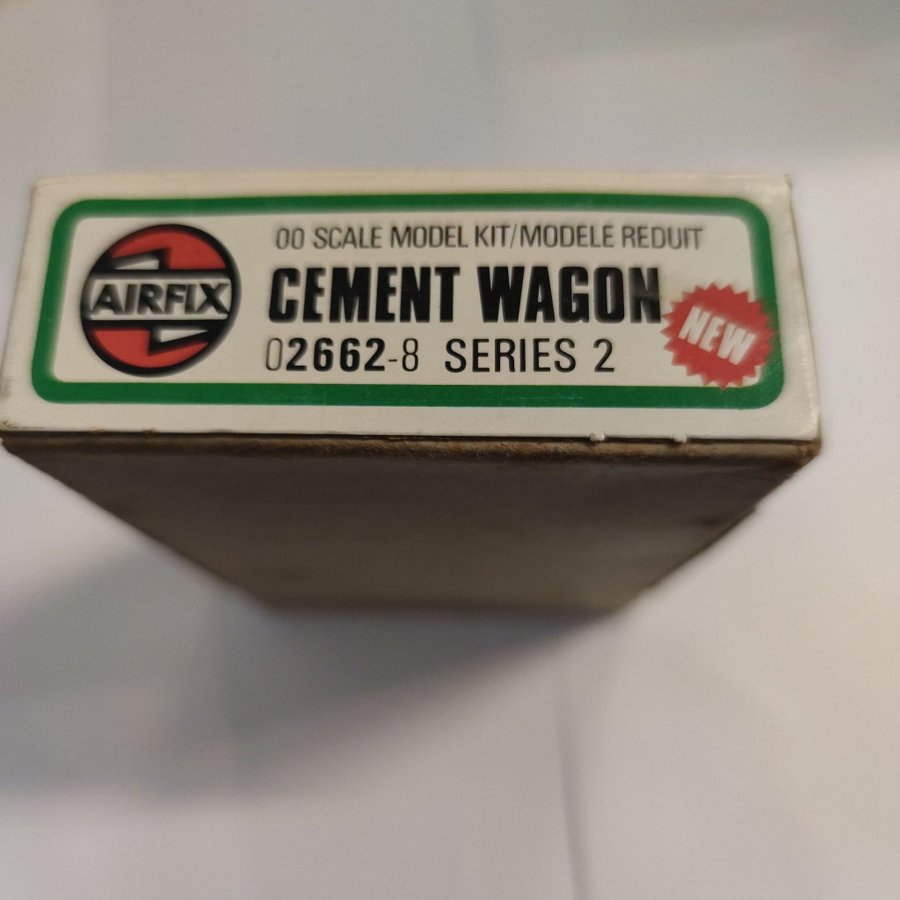 AIRFIX
00 SCALE MODEL KIT/MODELE REDUIT
CEMENT WAGON
NEW
02662-8 SERIES 2